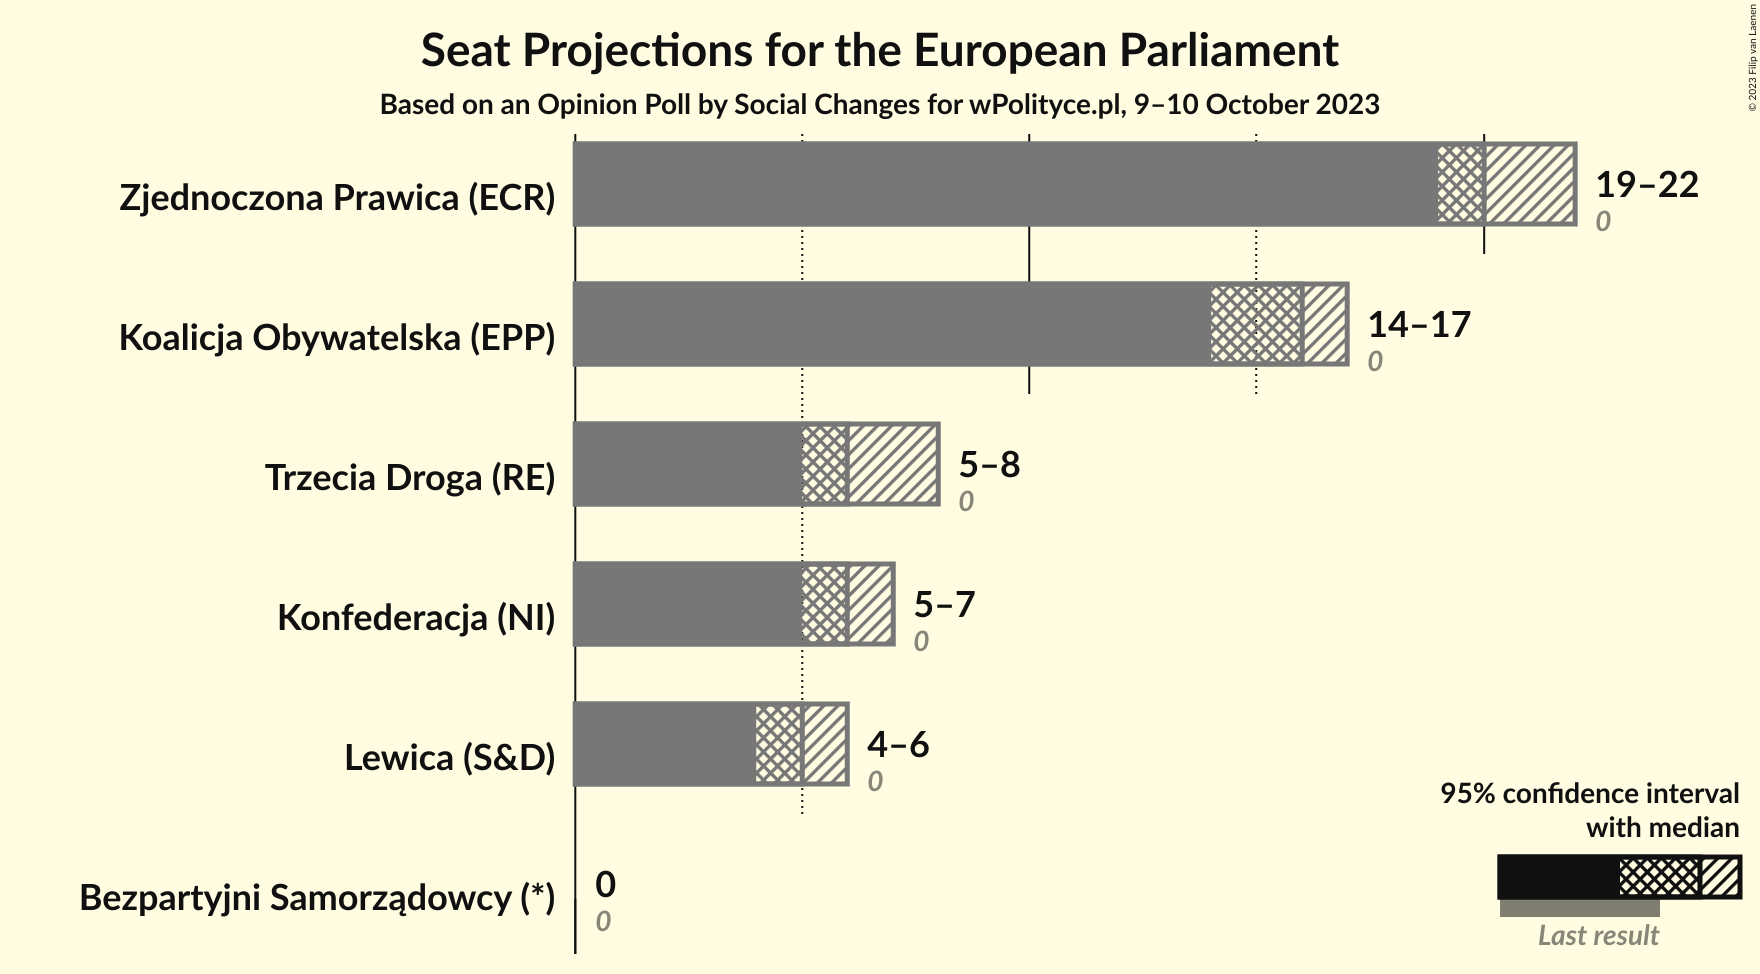 Seat Projections for the European Parliament
Based on an Opinion Poll by Social Changes for wPolityce.pl, 9–10 October 2023
© 2023 Filip van Laenen
Zjednoczona Prawica (ECR)
19–22
0
Koalicja Obywatelska (EPP)
14–17
0
Trzecia Droga (RE)
5–8
0
Konfederacja (NI)
5–7
0
Lewica (S&D)
4–6
0
Bezpartyjni Samorządowcy (*)
0
0
95% confidence interval
with median
Last result